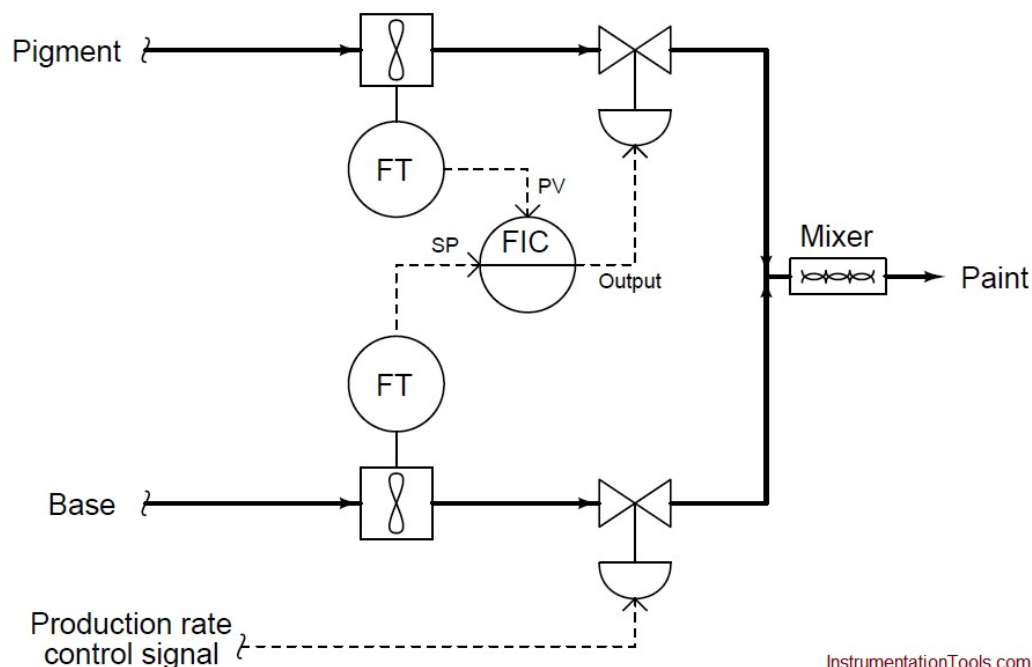 Pigment
FT
PV
SP
FIC
Output
Mixer
Paint
FT
Base
Production rate
control signal
InstrumentationTools.com